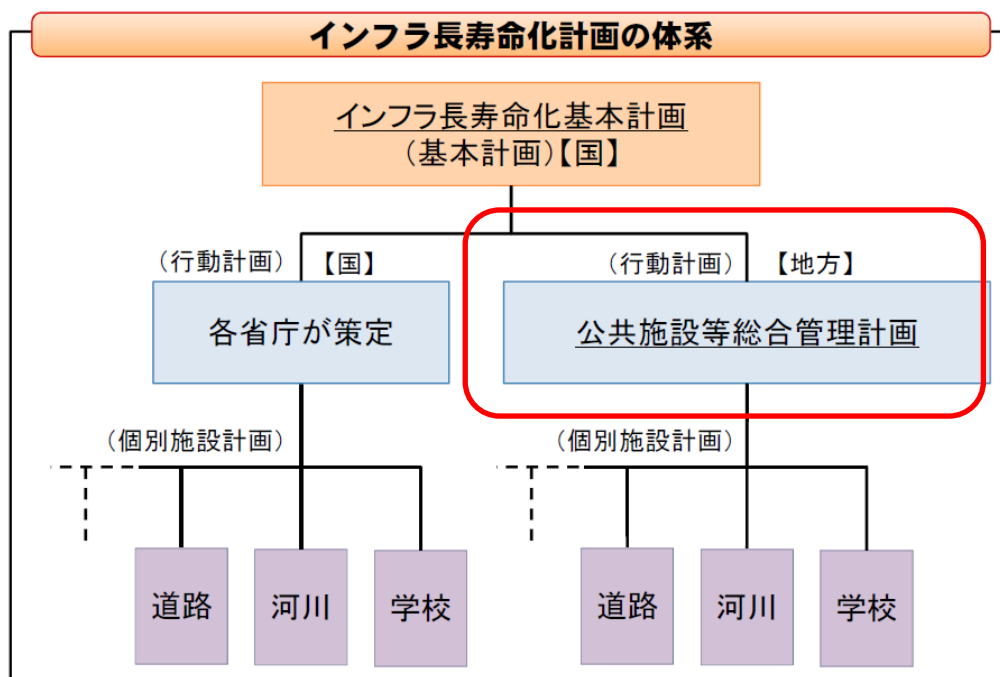 インフラ長寿命化計画の体系
インフラ長寿命化基本計画
(基本計画)【国】
(行動計画) 【国】
各省庁が策定
(行動計画) 【地方】
公共施設等総合管理計画
(個別施設計画)
道路 河川 学校
(個別施設計画)
道路 河川 学校